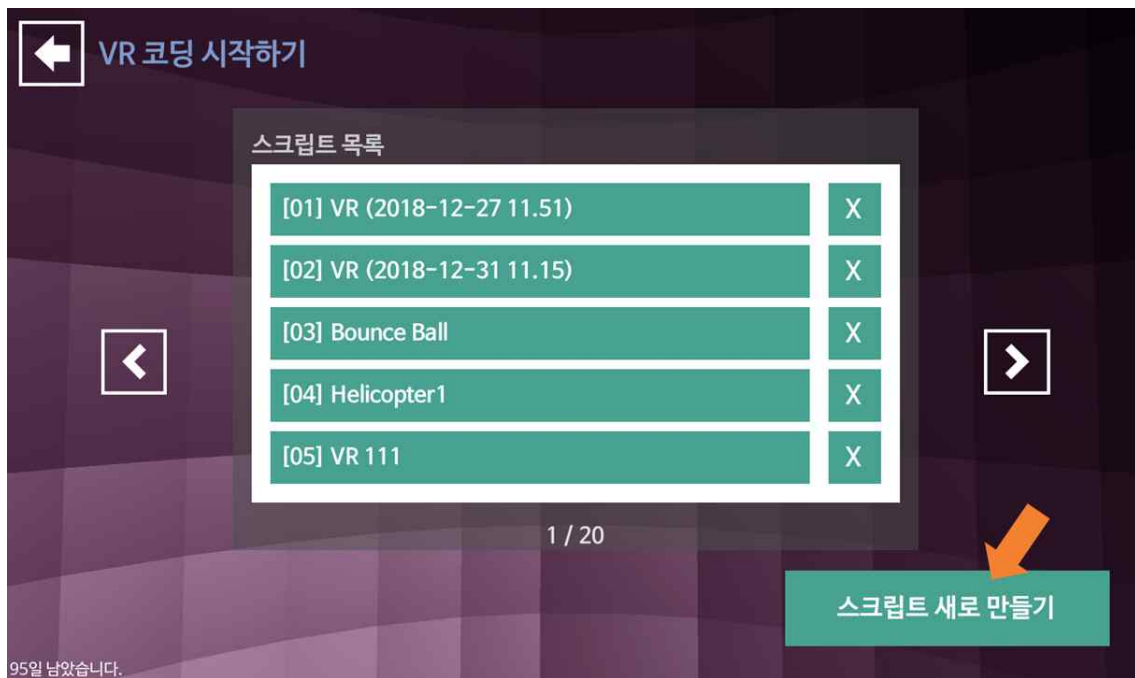 VR 코딩 시작하기
스크립트 목록
[01] VR (2018-12-27 11.51) X
[02] VR (2018-12-31 11.15) X
[03] Bounce Ball X
[04] Helicopter1 X
[05] VR 111 X
1 / 20
스크립트 새로 만들기
95일 남았습니다.